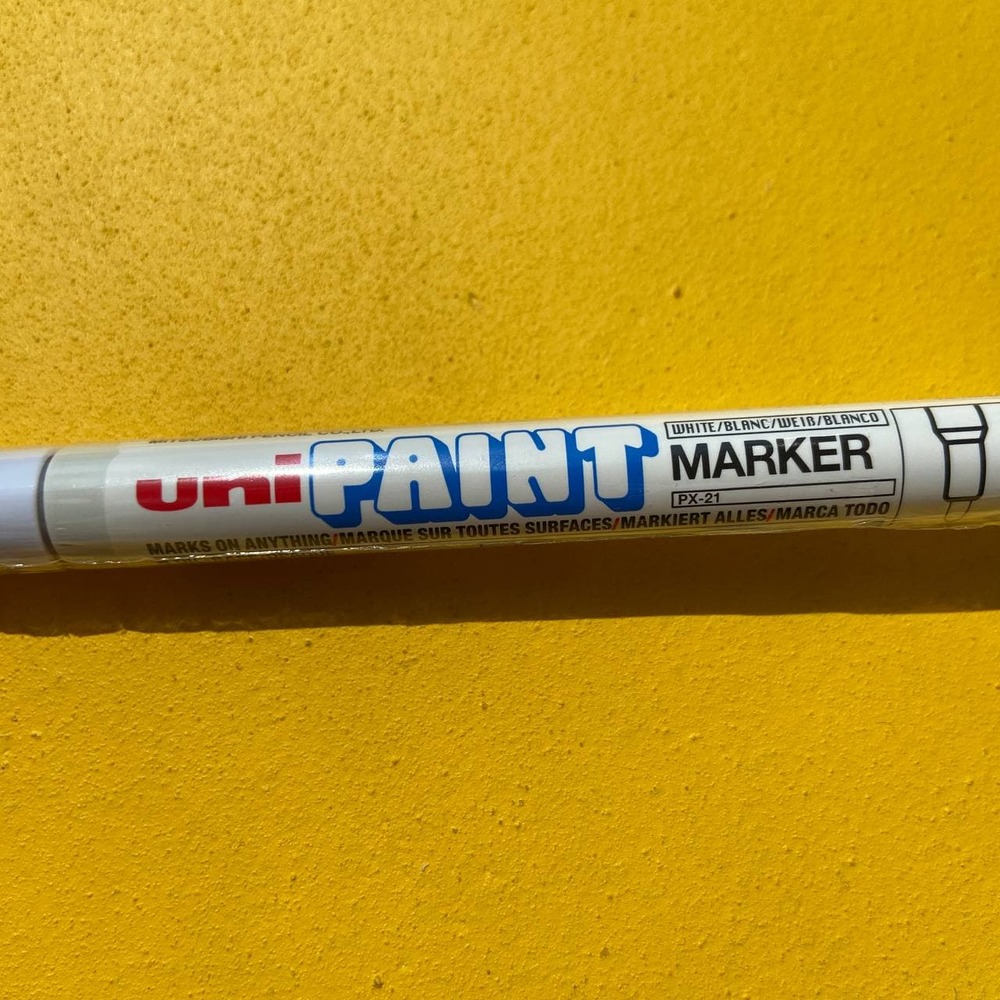 uni PAINT
WHITE/BLANC/WEIß/BLANCO
MARKER
PX-21
MARKS ON ANYTHING/MARQUE SUR TOUTES SURFACES/MARKIERT ALLES/MARCA TODO